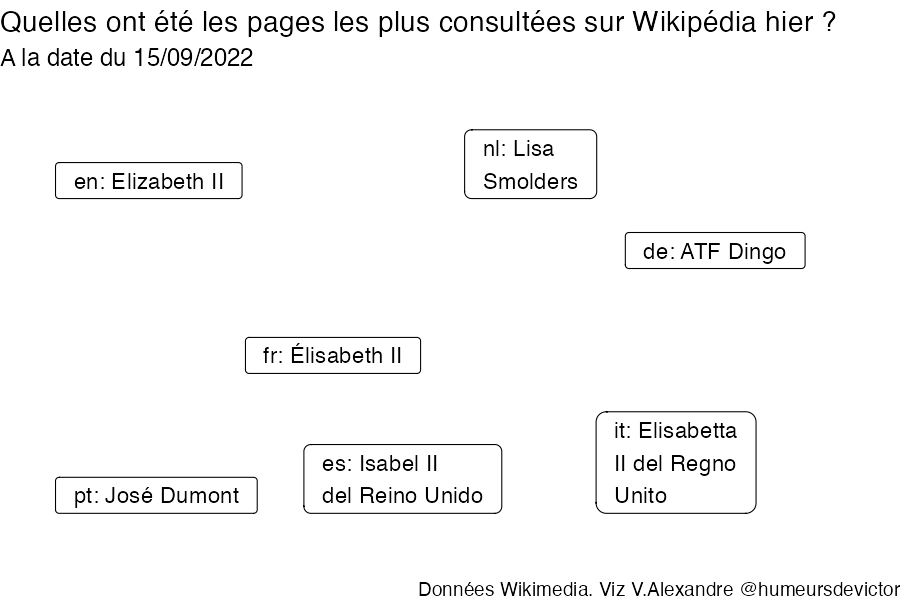 Quelles ont été les pages les plus consultées sur Wikipédia hier ?
A la date du 15/09/2022
nl: Lisa
Smolders
en: Elizabeth II
de: ATF Dingo
fr: Élisabeth II
it: Elisabetta
II del Regno
Unito
es: Isabel II
del Reino Unido
pt: José Dumont
Données Wikimedia. Viz V.Alexandre @humeursdevictor